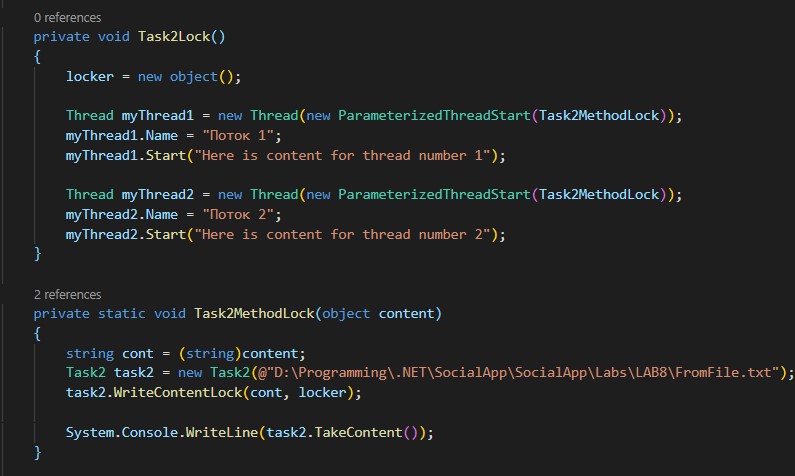 0 references
private void Task2Lock()
{
locker = new object();
Thread myThread1 = new Thread(new ParameterizedThreadStart(Task2MethodLock));
myThread1.Name = "Поток 1";
myThread1.Start("Here is content for thread number 1");
Thread myThread2 = new Thread(new ParameterizedThreadStart(Task2MethodLock));
myThread2.Name = "Поток 2";
myThread2.Start("Here is content for thread number 2");
}
2 references
private static void Task2MethodLock(object content)
{
string cont = (string)content;
Task2 task2 = new Task2(@"D:\Programming\.NET\SocialApp\SocialApp\Labs\LAB8\FromFile.txt");
task2.WriteContentLock(cont, locker);
System.Console.WriteLine(task2.TakeContent());
}